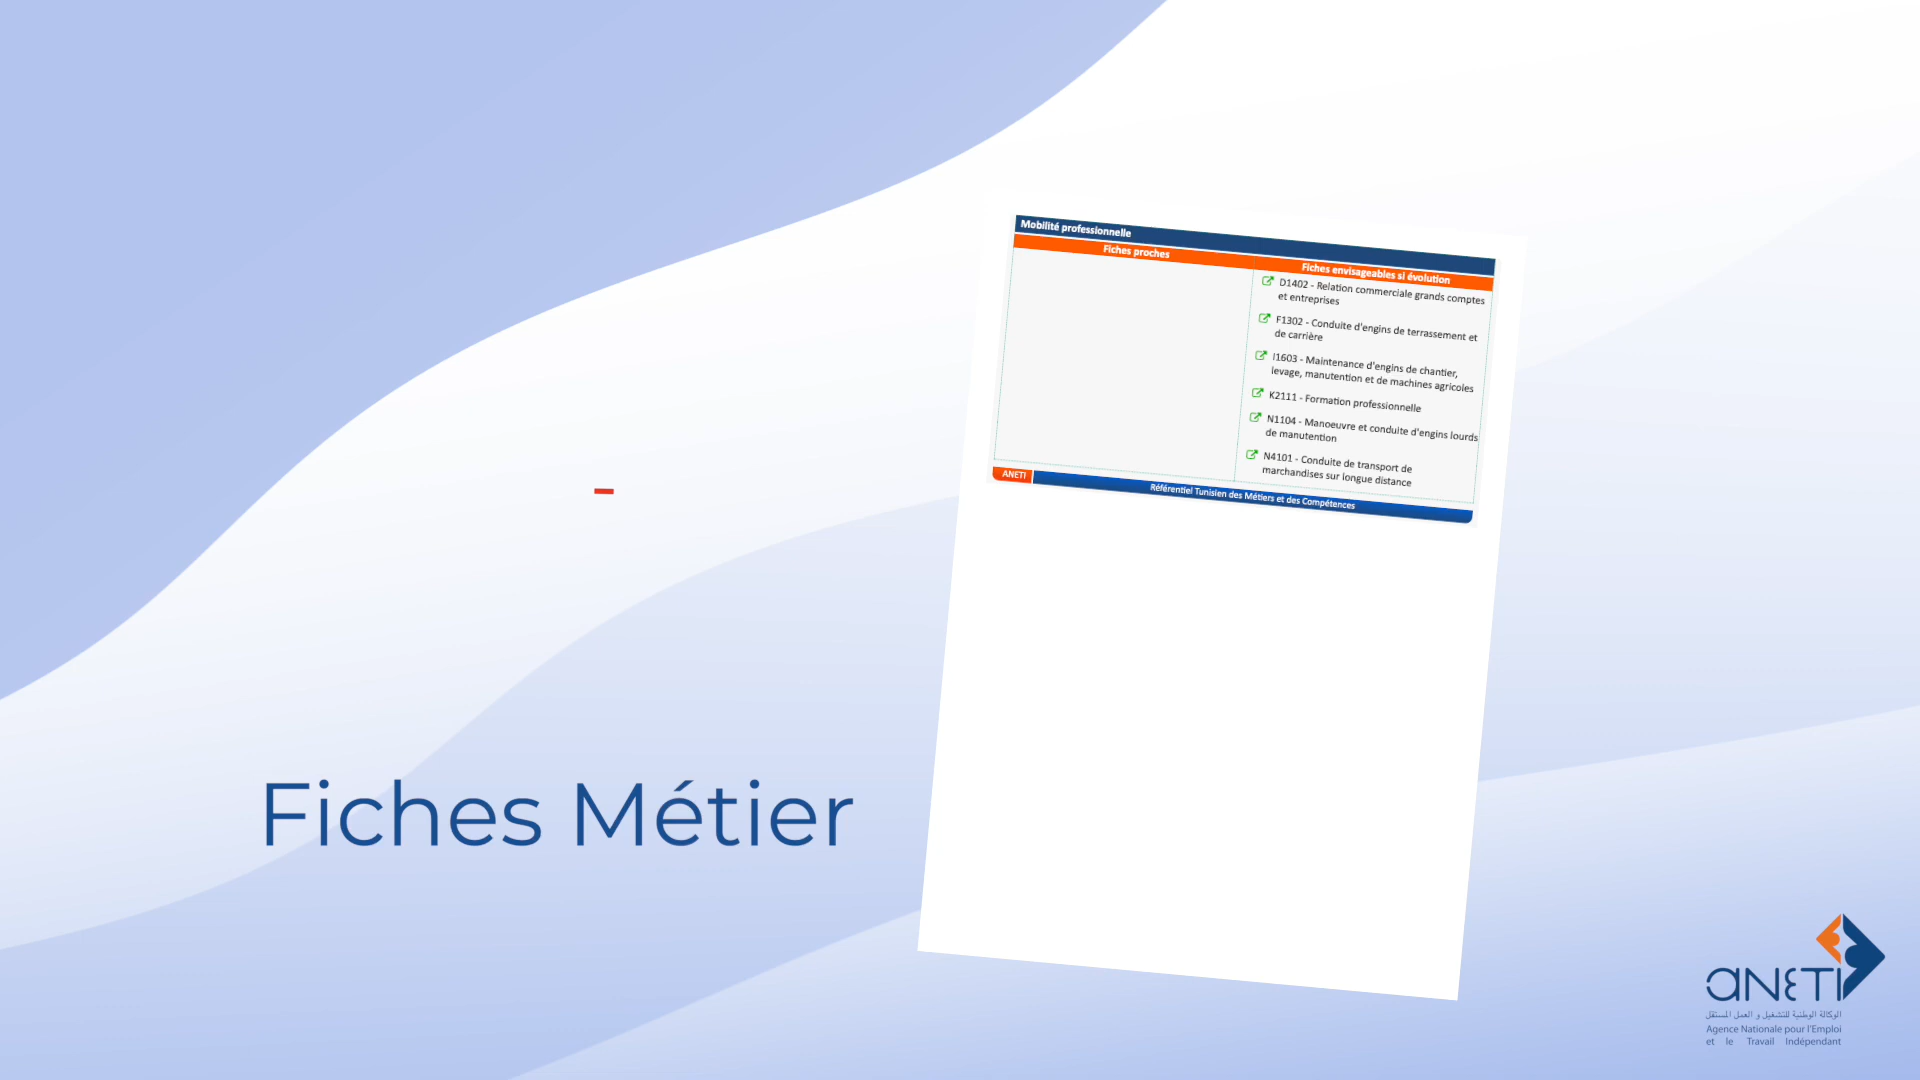 Mobilité professionnelle
Fiches proches
Fiches envisageables si évolution
D1402 - Relation commerciale grands comptes
et entreprises
F1302 - Conduite d'engins de terrassement et
de carrière
I1603 - Maintenance d'engins de chantier,
levage, manutention et de machines agricoles
K2111 - Formation professionnelle
N1104 - Manoeuvre et conduite d'engins lourds
de manutention
N4101 - Conduite de transport de
marchandises sur longue distance
ANETI
Référentiel Tunisien des Métiers et des Compétences
Fiches Métier
aNETI
الوكالة الوطنية للتشغيل و العمل المستقل
Agence Nationale pour l'Emploi
et le Travail Indépendant